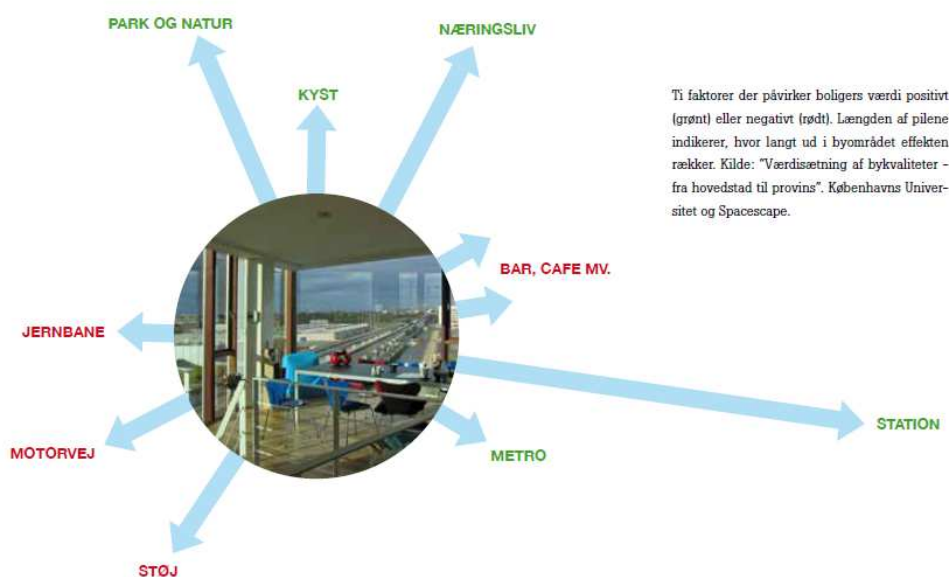 PARK OG NATUR
NÆRINGSLIV
KYST
Ti faktorer der påvirker boligers værdi positivt
(grønt) eller negativt (rødt). Længden af pilene
indikerer, hvor langt ud i byområdet effekten
rækker. Kilde: "Værdisætning af bykvaliteter –
fra hovedstad til provins". Københavns Univer-
sitet og Spacescape.
BAR, CAFE MV.
JERNBANE
STATION
MOTORVEJ
METRO
STØJ